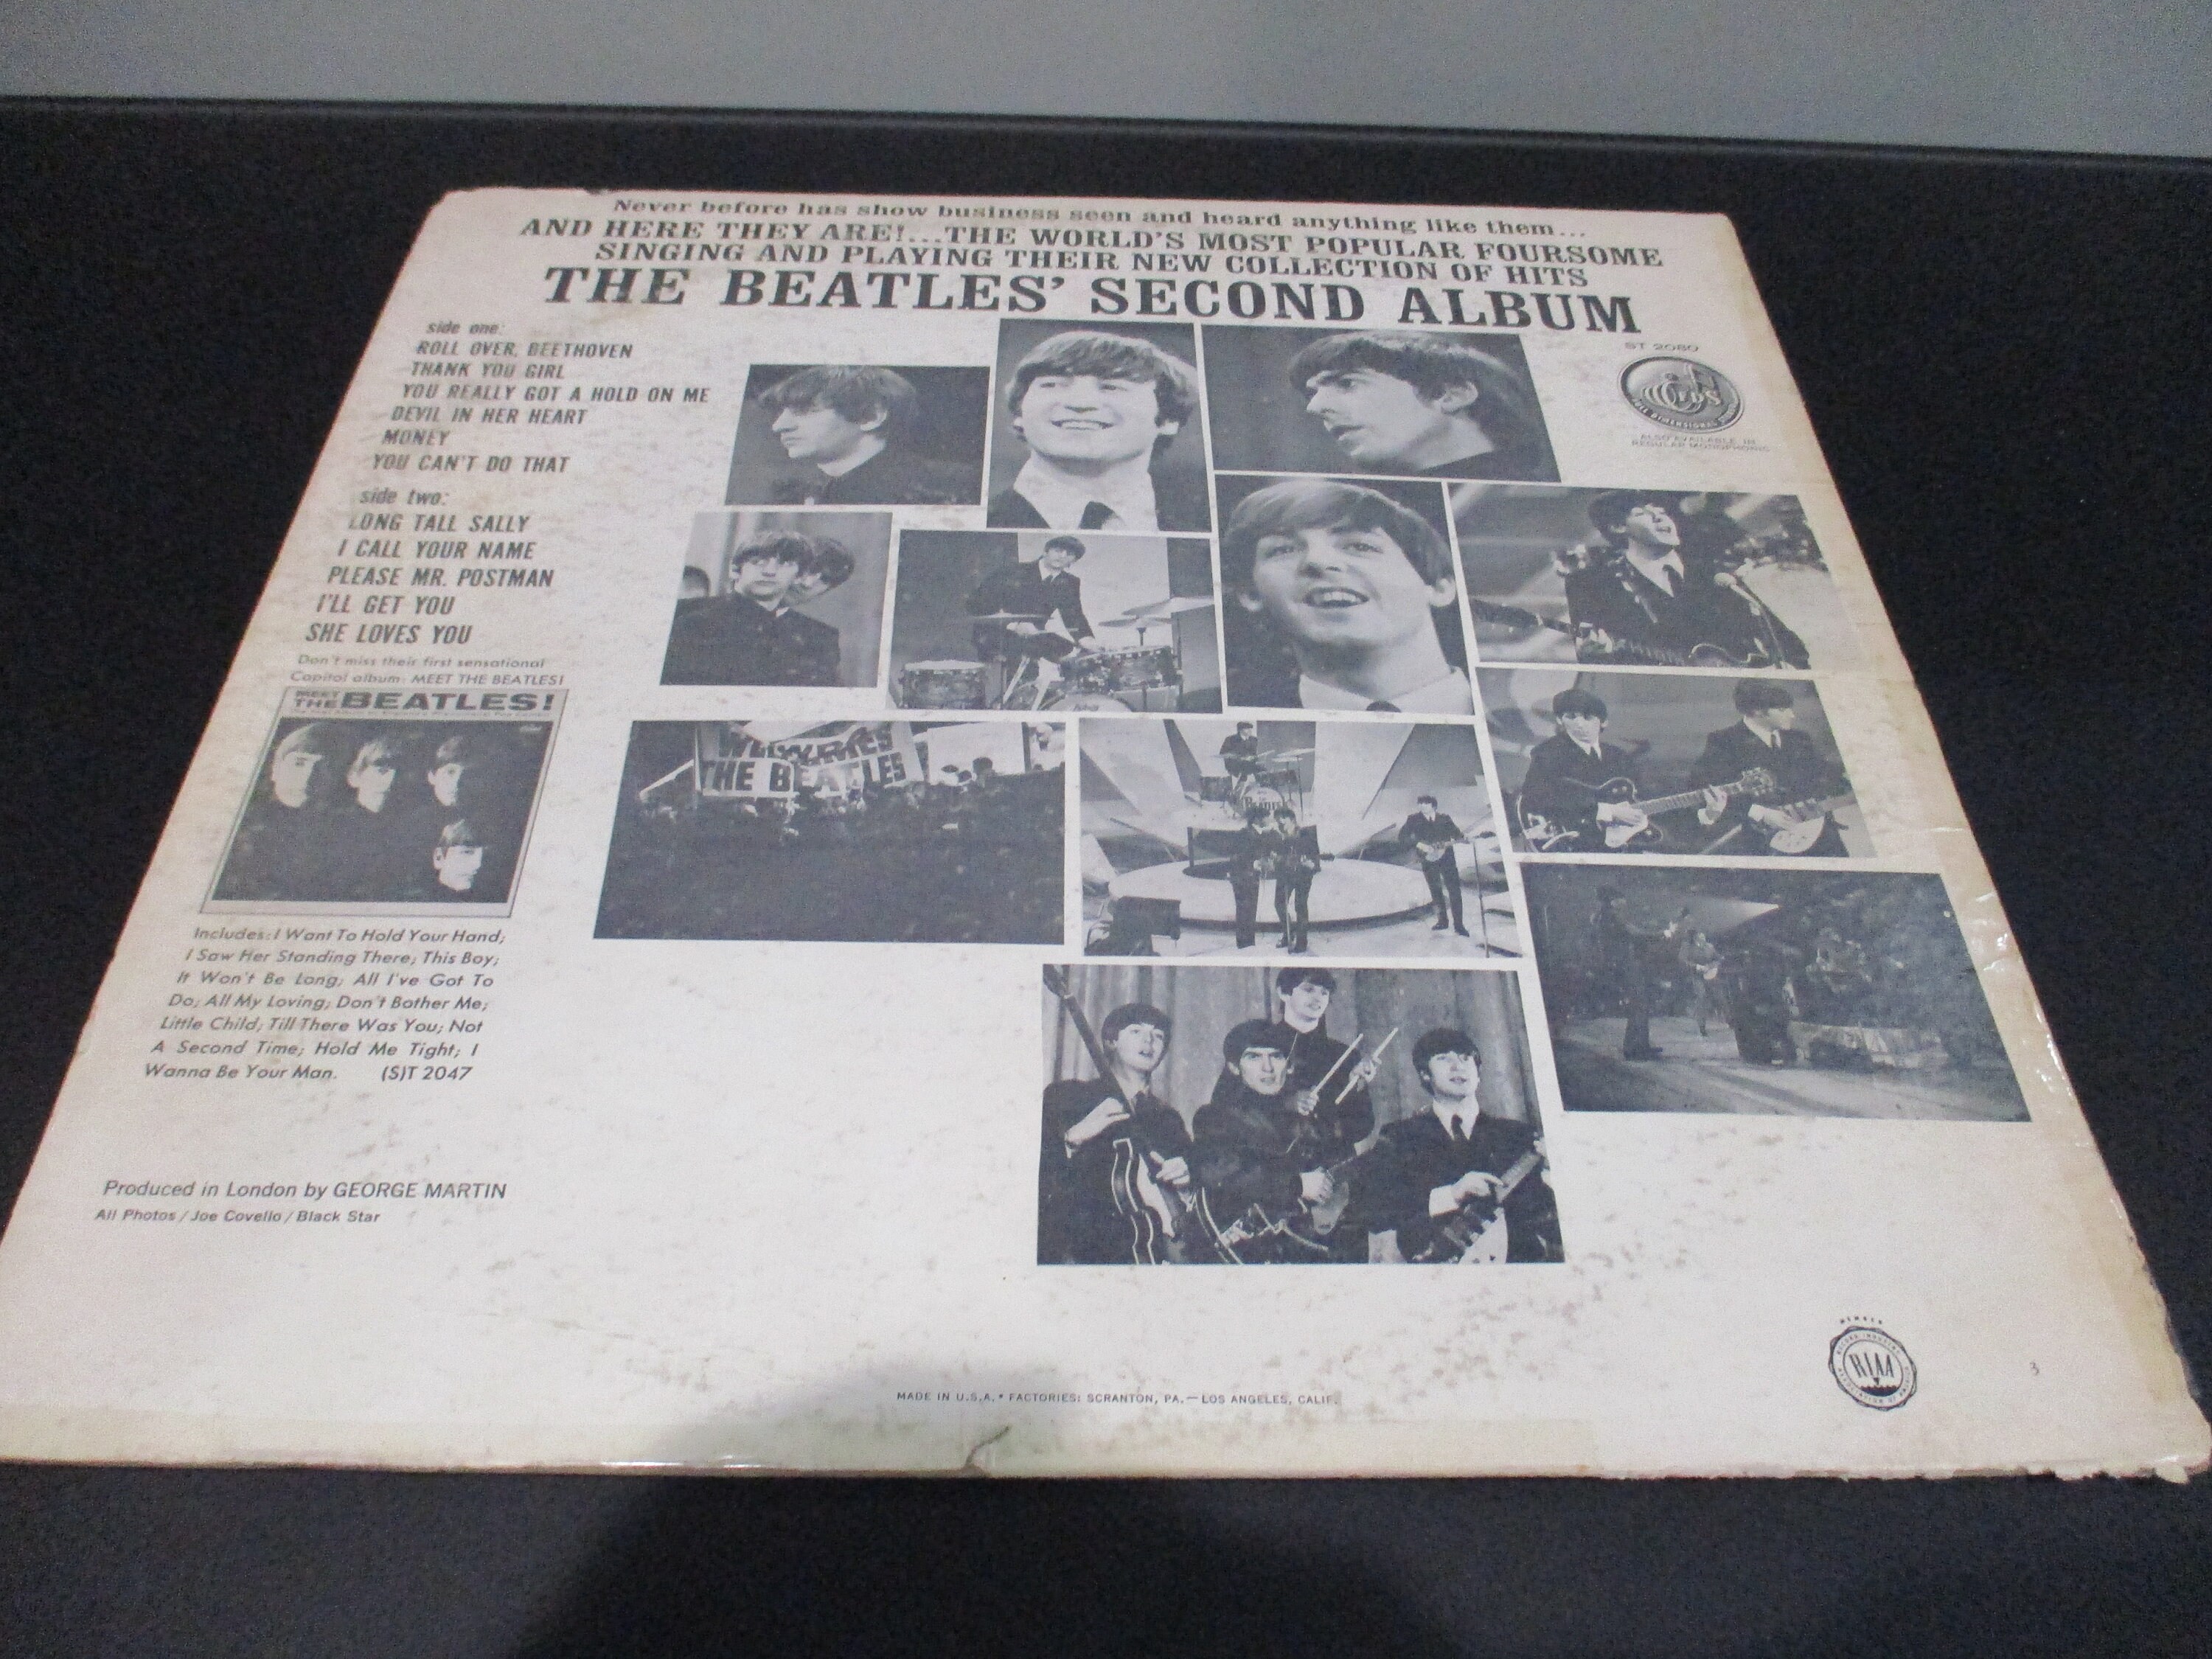 Never before has show business seen and heard anything like them...
AND HERE THEY ARE!...THE WORLD'S MOST POPULAR FOURSOME
SINGING AND PLAYING THEIR NEW COLLECTION OF HITS
THE BEATLES' SECOND ALBUM
side one:
ROLL OVER, BEETHOVEN
THANK YOU GIRL
YOU REALLY GOT A HOLD ON ME
DEVIL IN HER HEART
MONEY
YOU CAN'T DO THAT
side two:
LONG TALL SALLY
I CALL YOUR NAME
PLEASE MR. POSTMAN
I'LL GET YOU
SHE LOVES YOU
Don't miss their first sensational
Capitol album: MEET THE BEATLES!
MEET
THE BEATLES!
Includes: I Want To Hold Your Hand;
I Saw Her Standing There; This Boy;
It Won't Be Long; All I've Got To
Do; All My Loving; Don't Bother Me;
Little Child; Till There Was You; Not
A Second Time; Hold Me Tight; I
Wanna Be Your Man. (S)T 2047
Produced in London by GEORGE MARTIN
All Photos / Joe Covello / Black Star
ST 2080
FULL DIMENSIONAL
FDS
ALSO AVAILABLE IN
REGULAR MONOPHONIC
THE BEATLES
BEATLES
MADE IN U.S.A. • FACTORIES: SCRANTON, PA. — LOS ANGELES, CALIF.
MEMBER
RIAA
3